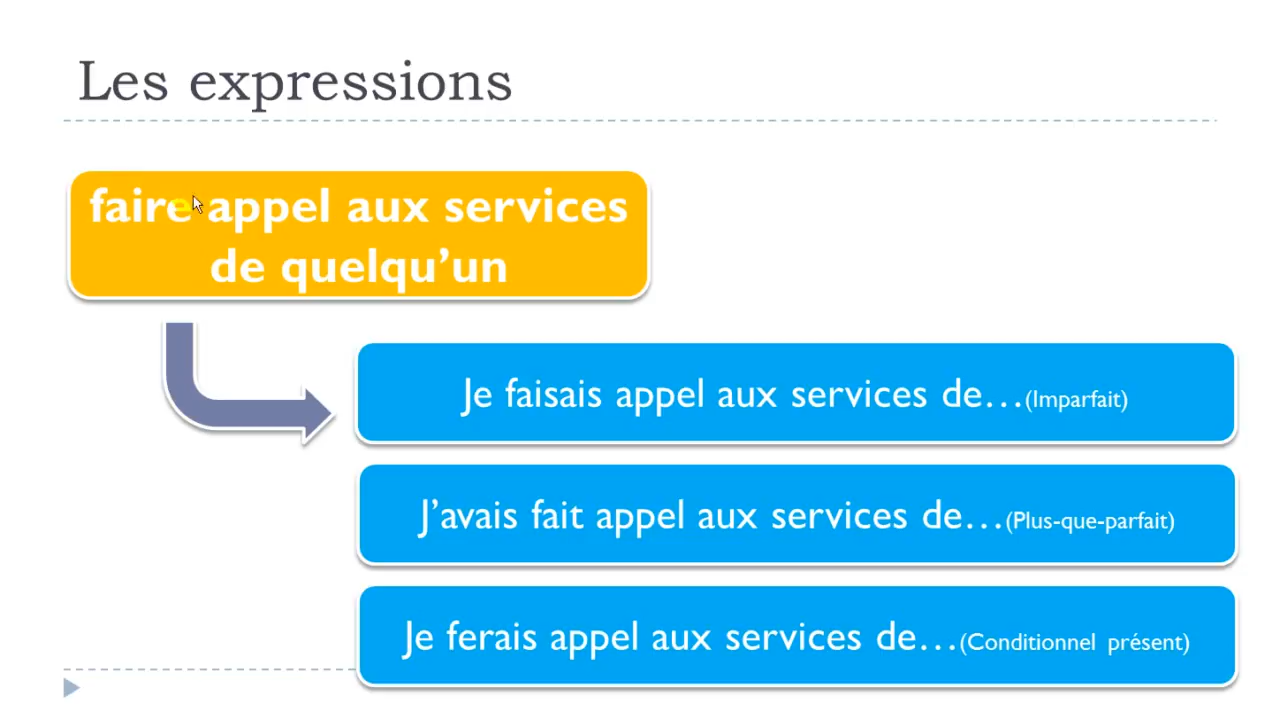 Les expressions
faire appel aux services
de quelqu’un
Je faisais appel aux services de…(Imparfait)
J’avais fait appel aux services de…(Plus-que-parfait)
Je ferais appel aux services de…(Conditionnel présent)